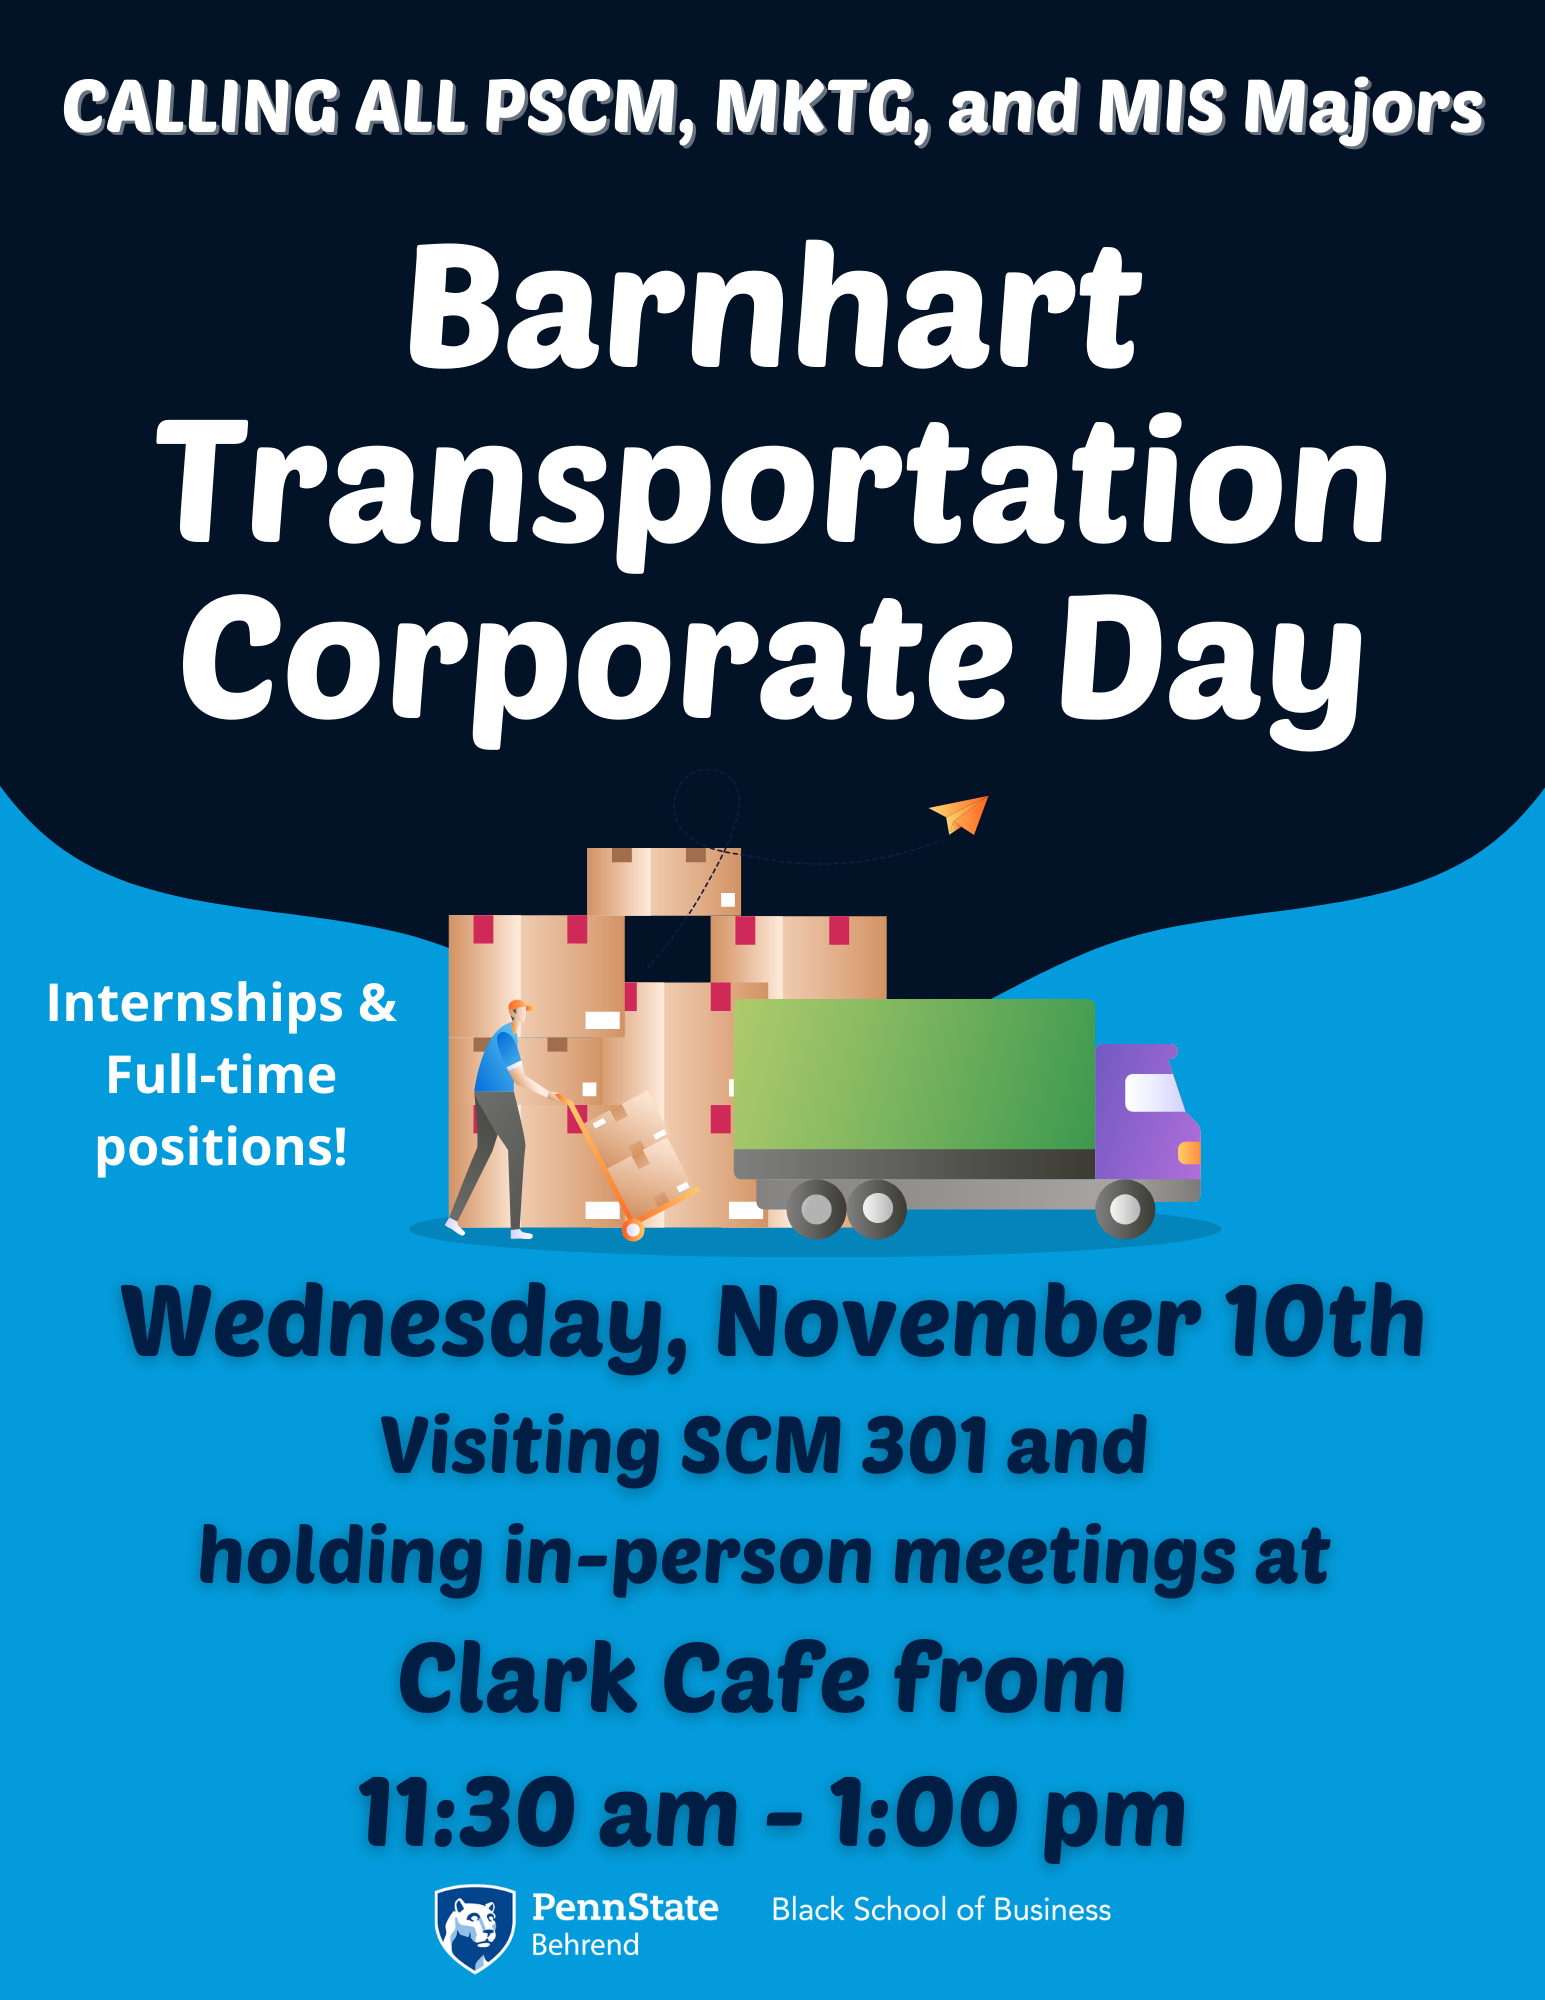 CALLING ALL PSCM, MKTG, and MIS Majors
Barnhart
Transportation
Corporate Day
Internships &
Full-time
positions!
Wednesday, November 10th
Visiting SCM 301 and
holding in-person meetings at
Clark Cafe from
11:30 am - 1:00 pm
PennState
Behrend
Black School of Business